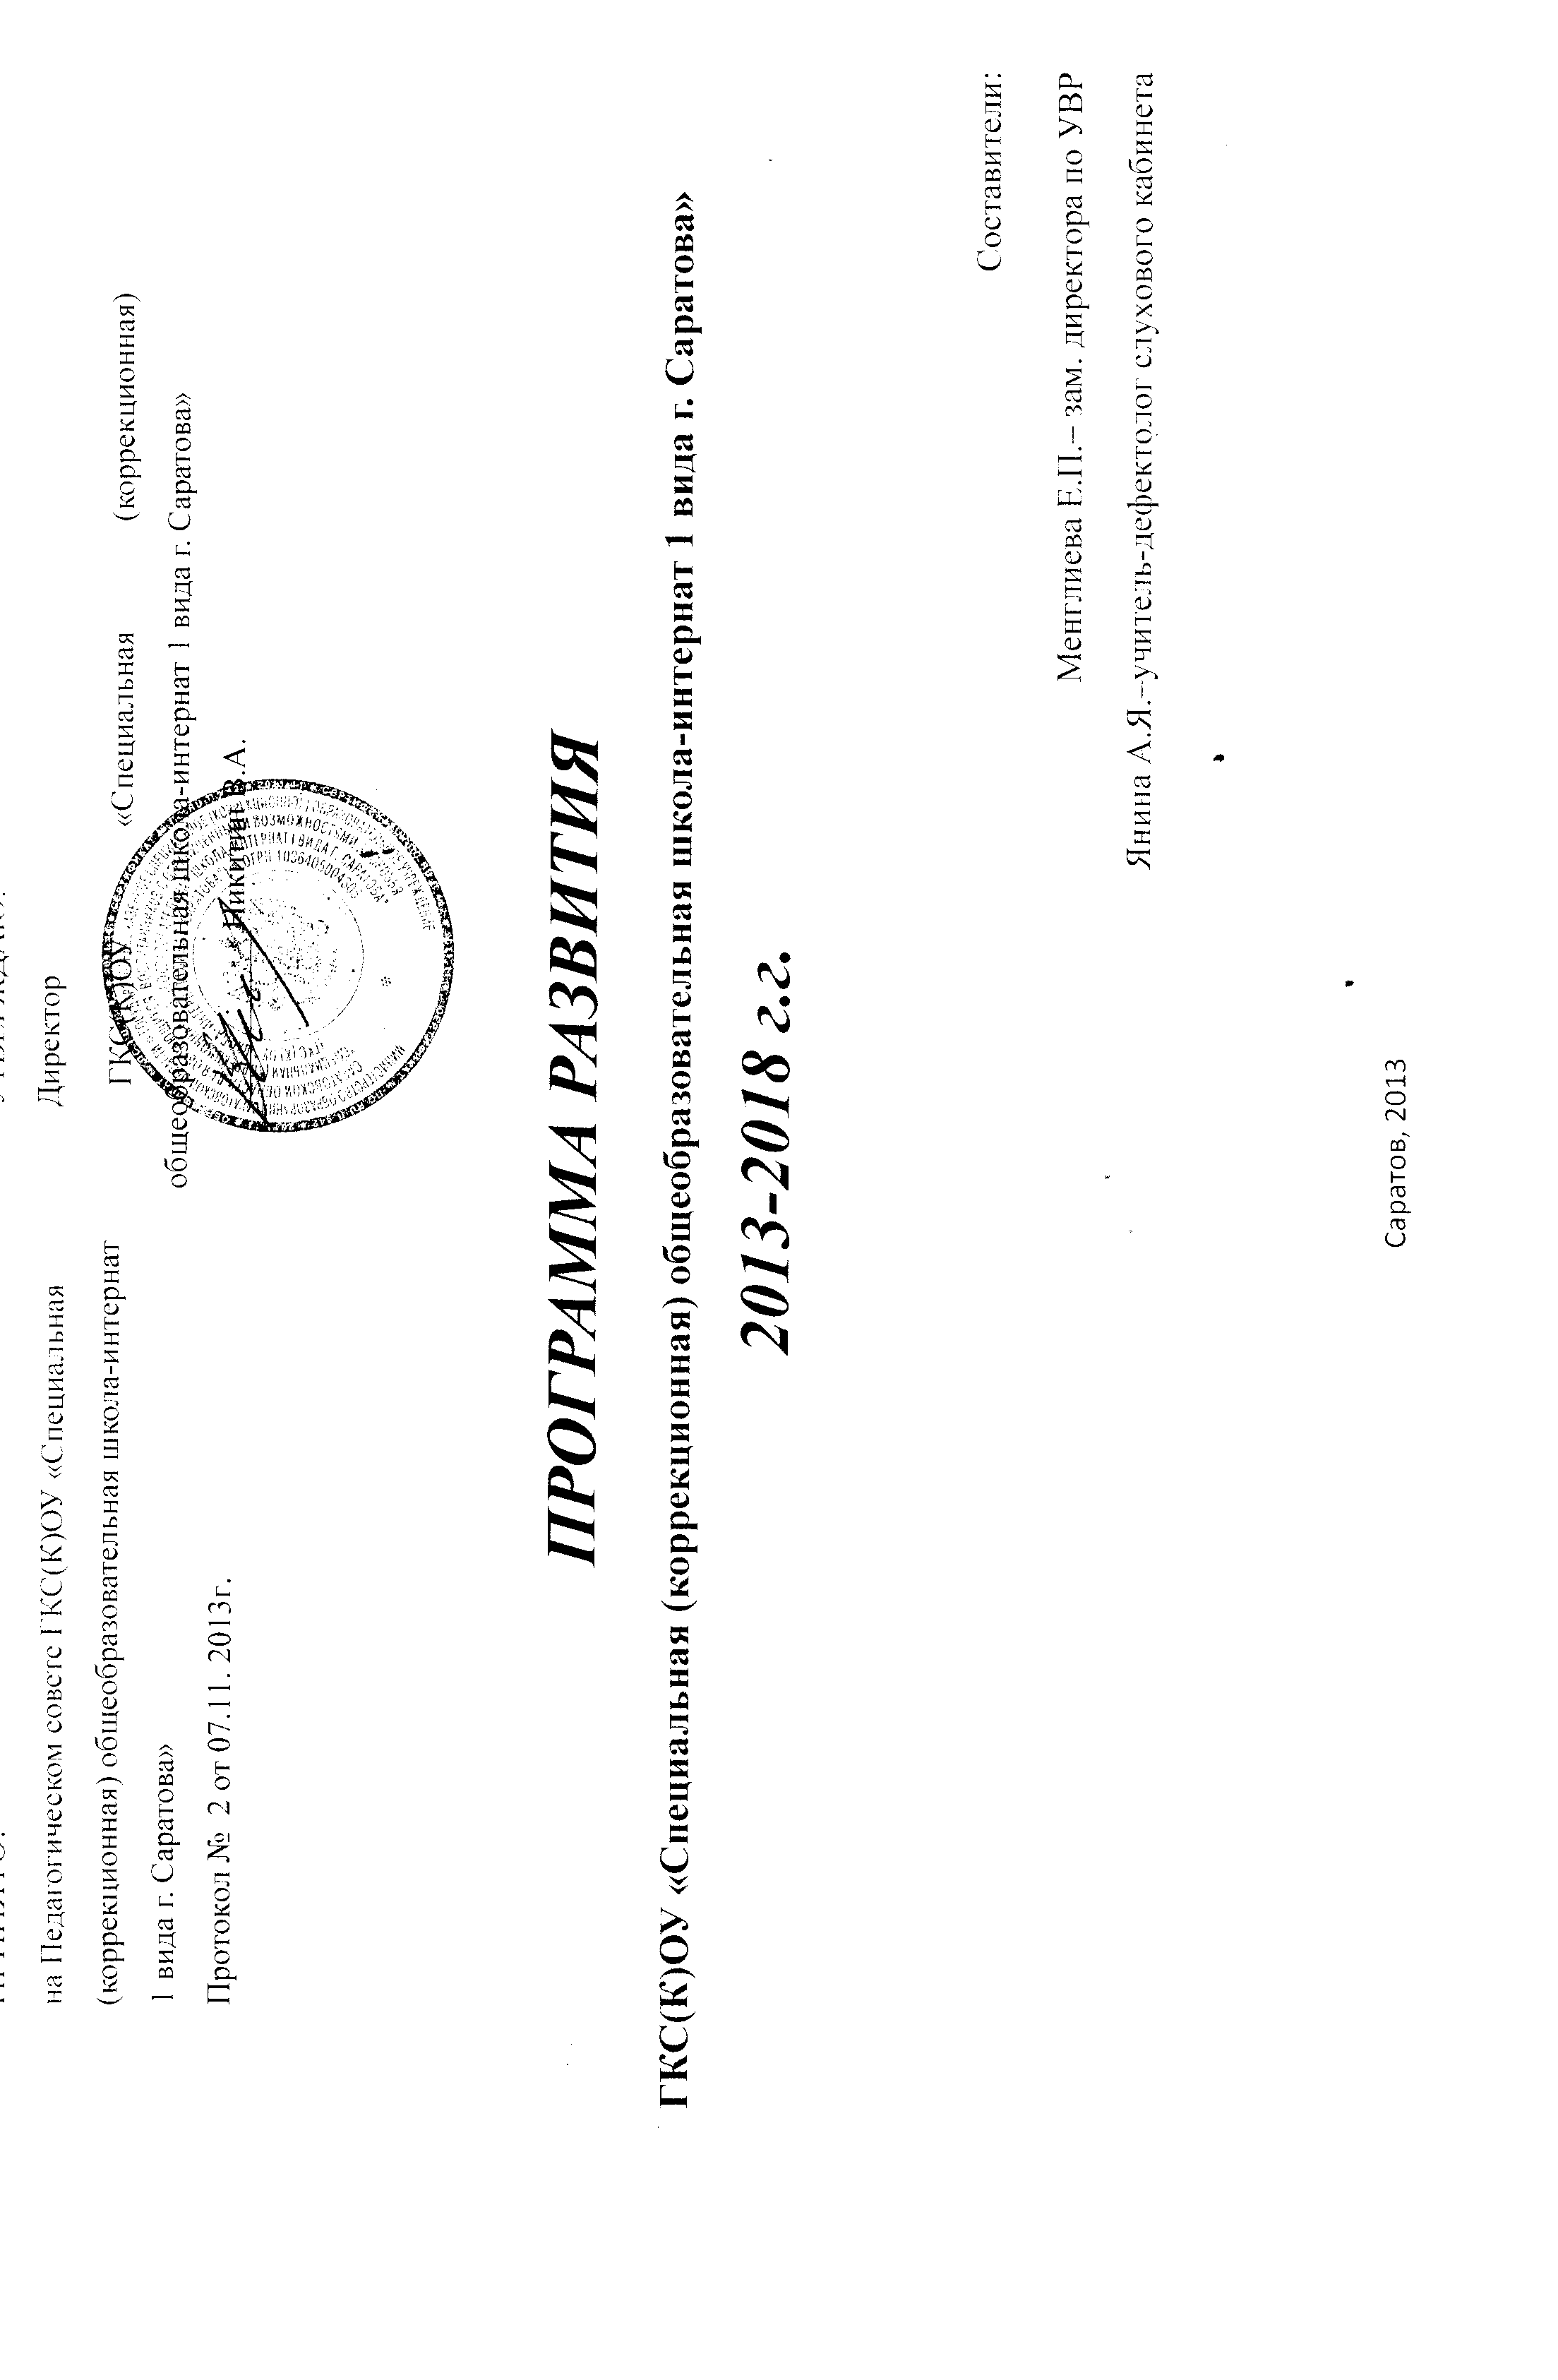 на Педагогическом совете ГКС(К)ОУ «Специальная
(коррекционная) общеобразовательная школа-интернат
1 вида г. Саратова»
Протокол № 2 от 07.11. 2013г.
Директор
ГКС(К)ОУ «Специальная (коррекционная)
общеобразовательная школа-интернат 1 вида г. Саратова»
Никитин В.А.
ПРОГРАММА РАЗВИТИЯ
ГКС(К)ОУ «Специальная (коррекционная) общеобразовательная школа-интернат 1 вида г. Саратова»
2013-2018 г.г.
Составители:
Менглиева Е.П.– зам. директора по УВР
Янина А.Я.–учитель-дефектолог слухового кабинета
Саратов, 2013